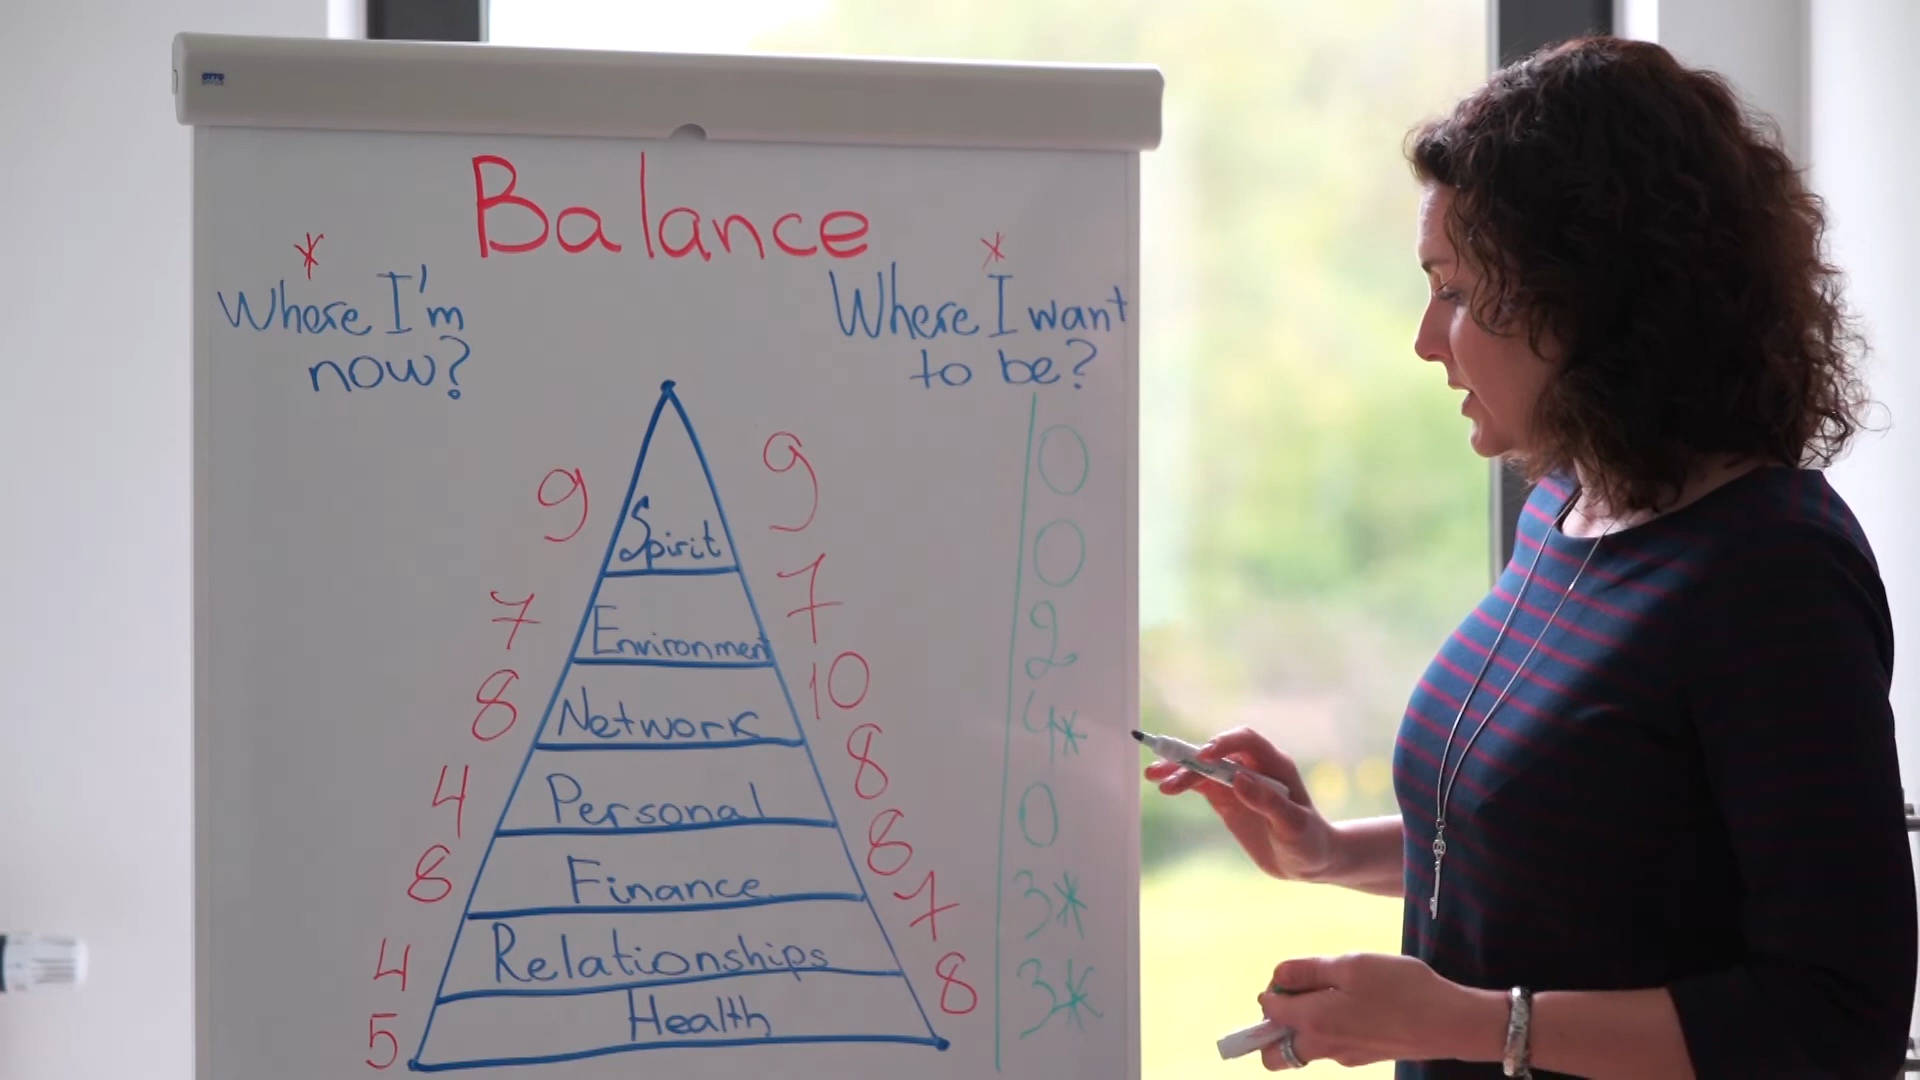 OTTO
Balance
* *
Where I'm Where I want
now? to be?
9 Spirit 9 0
7 Environment 7 0
8 Network 10 2
4 Personal 8 4*
8 Finance 8 0
4 Relationships 7 3*
5 Health 8 3*